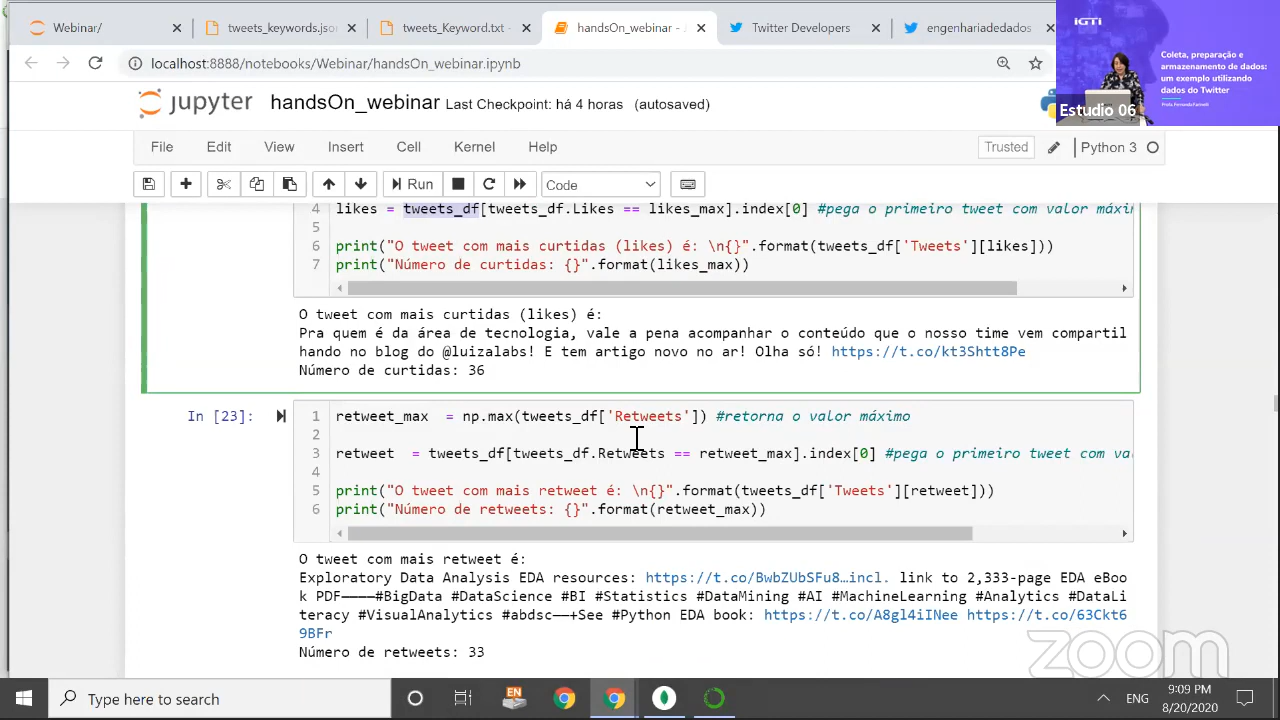 Webinar/
tweets_keywords.jsor
tweets_Keyword.txt -
handsOn_webinar -
Twitter Developers
engenhariadedados
localhost:8888/notebooks/Webinar/handsOn_webinar.ipynb
IGTI
Coleta, preparação e
armazenamento de dados:
um exemplo utilizando
dados do Twitter
Estudio 06
jupyter handsOn_webinar Last Checkpoint: há 4 horas (autosaved)
File Edit View Insert Cell Kernel Help
Trusted Python 3
Run Code
4 likes = tweets_df[tweets_df.Likes == likes_max].index[0] #pega o primeiro tweet com valor máxi
5
6 print("O tweet com mais curtidas (likes) é: \n{}".format(tweets_df['Tweets'][likes]))
7 print("Número de curtidas: {}".format(likes_max))
O tweet com mais curtidas (likes) é:
Pra quem é da área de tecnologia, vale a pena acompanhar o conteúdo que o nosso time vem compartil
hando no blog do @luizalabs! E tem artigo novo no ar! Olha só! https://t.co/kt3Shtt8Pe
Número de curtidas: 36
In [23]:
1 retweet_max = np.max(tweets_df['Retweets']) #retorna o valor máximo
2
3 retweet = tweets_df[tweets_df.Retweets == retweet_max].index[0] #pega o primeiro tweet com va
4
5 print("O tweet com mais retweet é: \n{}".format(tweets_df['Tweets'][retweet]))
6 print("Número de retweets: {}".format(retweet_max))
O tweet com mais retweet é:
Exploratory Data Analysis EDA resources: https://t.co/BwbZUbSFu8…incl. link to 2,333-page EDA eBoo
k PDF————#BigData #DataScience #BI #Statistics #DataMining #AI #MachineLearning #Analytics #DataLi
teracy #VisualAnalytics #abdsc——+See #Python EDA book: https://t.co/A8gl4iINee https://t.co/63Ckt6
9BFr
Número de retweets: 33
zoom
Type here to search
EN
ENG
9:09 PM
8/20/2020